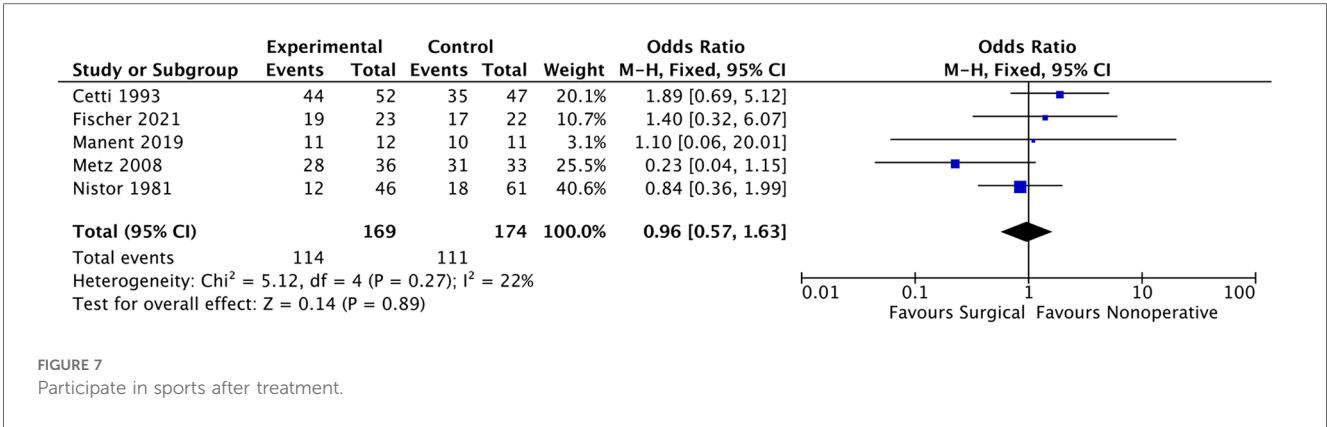 Experimental Control Odds Ratio Odds Ratio
Study or Subgroup Events Total Events Total Weight M-H, Fixed, 95% CI M-H, Fixed, 95% CI
Cetti 1993 44 52 35 47 20.1% 1.89 [0.69, 5.12]
Fischer 2021 19 23 17 22 10.7% 1.40 [0.32, 6.07]
Manent 2019 11 12 10 11 3.1% 1.10 [0.06, 20.01]
Metz 2008 28 36 31 33 25.5% 0.23 [0.04, 1.15]
Nistor 1981 12 46 18 61 40.6% 0.84 [0.36, 1.99]
Total (95% CI) 169 174 100.0% 0.96 [0.57, 1.63]
Total events 114 111
Heterogeneity: Chi² = 5.12, df = 4 (P = 0.27); I² = 22%
Test for overall effect: Z = 0.14 (P = 0.89)
0.01 0.1 1 10 100
Favours Surgical Favours Nonoperative
FIGURE 7
Participate in sports after treatment.